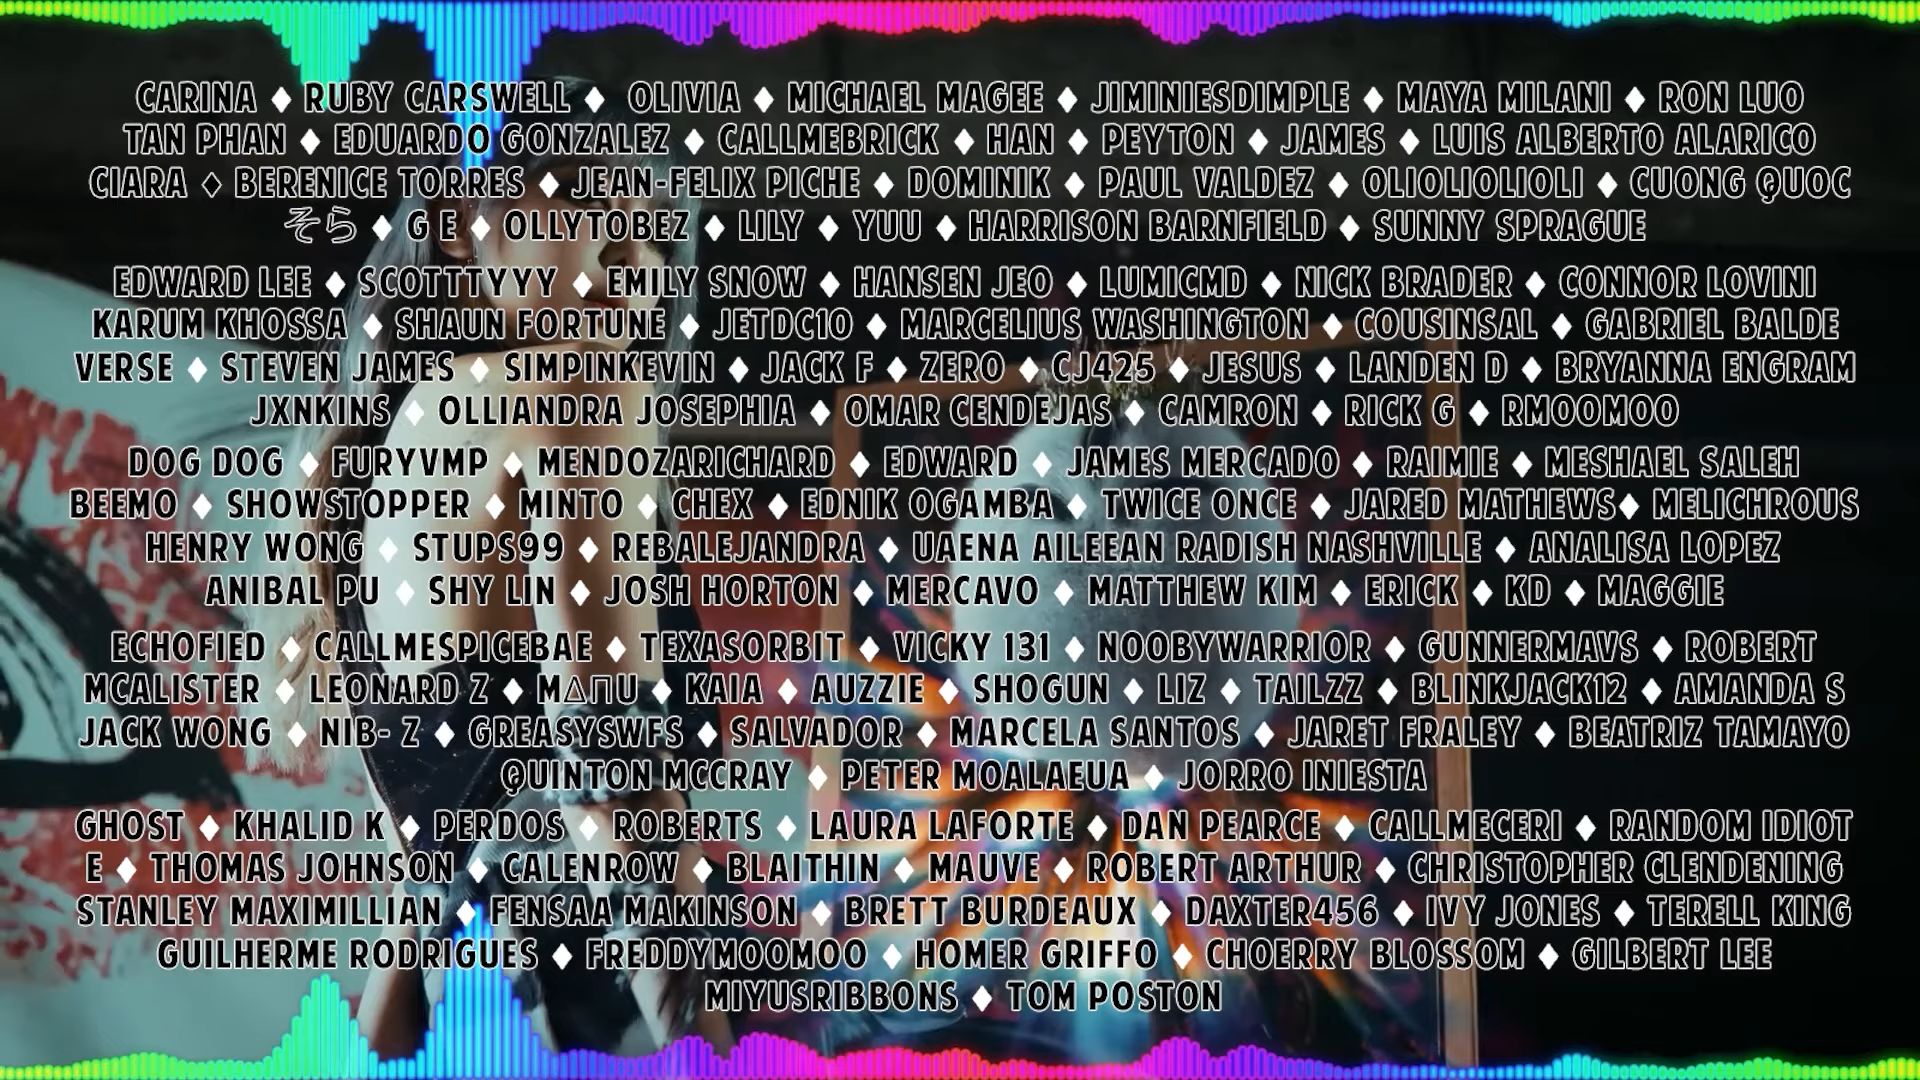 CARINA ♦ RUBY CARSWELL ♦ OLIVIA ♦ MICHAEL MAGEE ♦ JIMINIESDIMPLE ♦ MAYA MILANI ♦ RON LUO
TAN PHAN ♦ EDUARDO GONZALEZ ♦ CALLMEBRICK ♦ HAN ♦ PEYTON ♦ JAMES ♦ LUIS ALBERTO ALARICO
CIARA ♦ BERENICE TORRES ♦ JEAN-FELIX PICHE ♦ DOMINIK ♦ PAUL VALDEZ ♦ OLIOLIOLIOLI ♦ CUONG QUOC
そら ♦ G E ♦ OLLYTOBEZ ♦ LILY ♦ YUU ♦ HARRISON BARNFIELD ♦ SUNNY SPRAGUE
EDWARD LEE ♦ SCOTTTYYY ♦ EMILY SNOW ♦ HANSEN JEO ♦ LUMICMD ♦ NICK BRADER ♦ CONNOR LOVINI
KARUM KHOSSA ♦ SHAUN FORTUNE ♦ JETDC10 ♦ MARCELIUS WASHINGTON ♦ COUSINSAL ♦ GABRIEL BALDE
VERSE ♦ STEVEN JAMES ♦ SIMPINKEVIN ♦ JACK F ♦ ZERO ♦ CJ425 ♦ JESUS ♦ LANDEN D ♦ BRYANNA ENGRAM
JXNKINS ♦ OLLIANDRA JOSEPHIA ♦ OMAR CENDEJAS ♦ CAMRON ♦ RICK G ♦ RMOOMOO
DOG DOG ♦ FURYVMP ♦ MENDOZARICHARD ♦ EDWARD ♦ JAMES MERCADO ♦ RAIMIE ♦ MESHAEL SALEH
BEEMO ♦ SHOWSTOPPER ♦ MINTO ♦ CHEX ♦ EDNIK OGAMBA ♦ TWICE ONCE ♦ JARED MATHEWS♦ MELICHROUS
HENRY WONG ♦ STUPS99 ♦ REBALEJANDRA ♦ UAENA AILEEAN RADISH NASHVILLE ♦ ANALISA LOPEZ
ANIBAL PU ♦ SHY LIN ♦ JOSH HORTON ♦ MERCAVO ♦ MATTHEW KIM ♦ ERICK ♦ KD ♦ MAGGIE
ECHOFIED ♦ CALLMESPICEBAE ♦ TEXASORBIT ♦ VICKY 131 ♦ NOOBYWARRIOR ♦ GUNNERMAVS ♦ ROBERT
MCALISTER ♦ LEONARD Z ♦ M∆ΠU ♦ KAIA ♦ AUZZIE ♦ SHOGUN ♦ LIZ ♦ TAILZZ ♦ BLINKJACK12 ♦ AMANDA S
JACK WONG ♦ NIB- Z ♦ GREASYSWFS ♦ SALVADOR ♦ MARCELA SANTOS ♦ JARET FRALEY ♦ BEATRIZ TAMAYO
QUINTON MCCRAY ♦ PETER MOALAEUA ♦ JORRO INIESTA
GHOST ♦ KHALID K ♦ PERDOS ♦ ROBERTS ♦ LAURA LAFORTE ♦ DAN PEARCE ♦ CALLMECERI ♦ RANDOM IDIOT
E ♦ THOMAS JOHNSON ♦ CALENROW ♦ BLAITHIN ♦ MAUVE ♦ ROBERT ARTHUR ♦ CHRISTOPHER CLENDENING
STANLEY MAXIMILLIAN ♦ FENSAA MAKINSON ♦ BRETT BURDEAUX ♦ DAXTER456 ♦ IVY JONES ♦ TERELL KING
GUILHERME RODRIGUES ♦ FREDDYMOOMOO ♦ HOMER GRIFFO ♦ CHOERRY BLOSSOM ♦ GILBERT LEE
MIYUSRIBBONS ♦ TOM POSTON